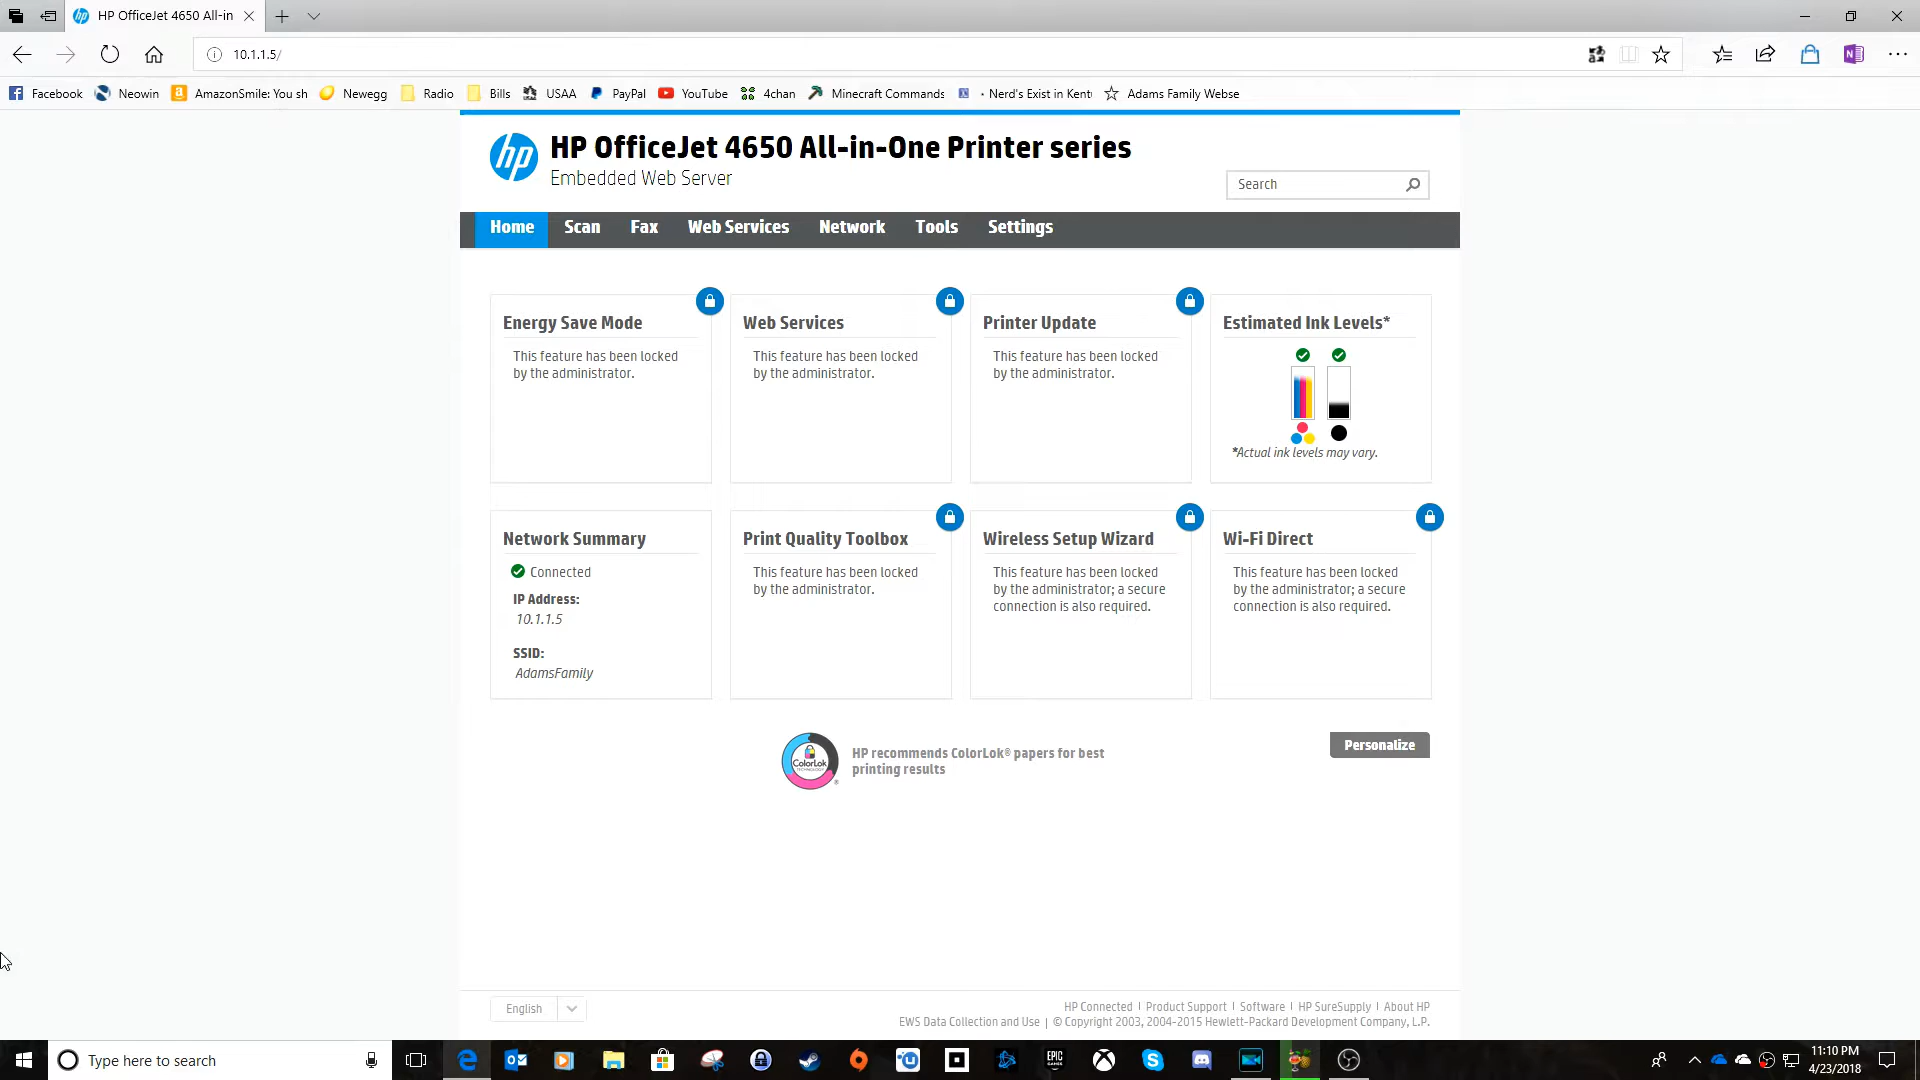 HP OfficeJet 4650 All-in
10.1.1.5/
Facebook Neowin AmazonSmile: You sh Newegg Radio Bills USAA PayPal YouTube 4chan Minecraft Commands • Nerd's Exist in Kent Adams Family Webse
hp HP OfficeJet 4650 All-in-One Printer series
Embedded Web Server
Search
Home Scan Fax Web Services Network Tools Settings
Energy Save Mode
This feature has been locked
by the administrator.
Web Services
This feature has been locked
by the administrator.
Printer Update
This feature has been locked
by the administrator.
Estimated Ink Levels*
*Actual ink levels may vary.
Network Summary
Connected
IP Address:
10.1.1.5
SSID:
AdamsFamily
Print Quality Toolbox
This feature has been locked
by the administrator.
Wireless Setup Wizard
This feature has been locked
by the administrator; a secure
connection is also required.
Wi-Fi Direct
This feature has been locked
by the administrator; a secure
connection is also required.
ColorLok
TECHNOLOGY
®
HP recommends ColorLok® papers for best
printing results
Personalize
English
HP Connected | Product Support | Software | HP SureSupply | About HP
EWS Data Collection and Use | © Copyright 2003, 2004-2015 Hewlett-Packard Development Company, L.P.
Type here to search
EPIC
GAMES
11:10 PM
4/23/2018